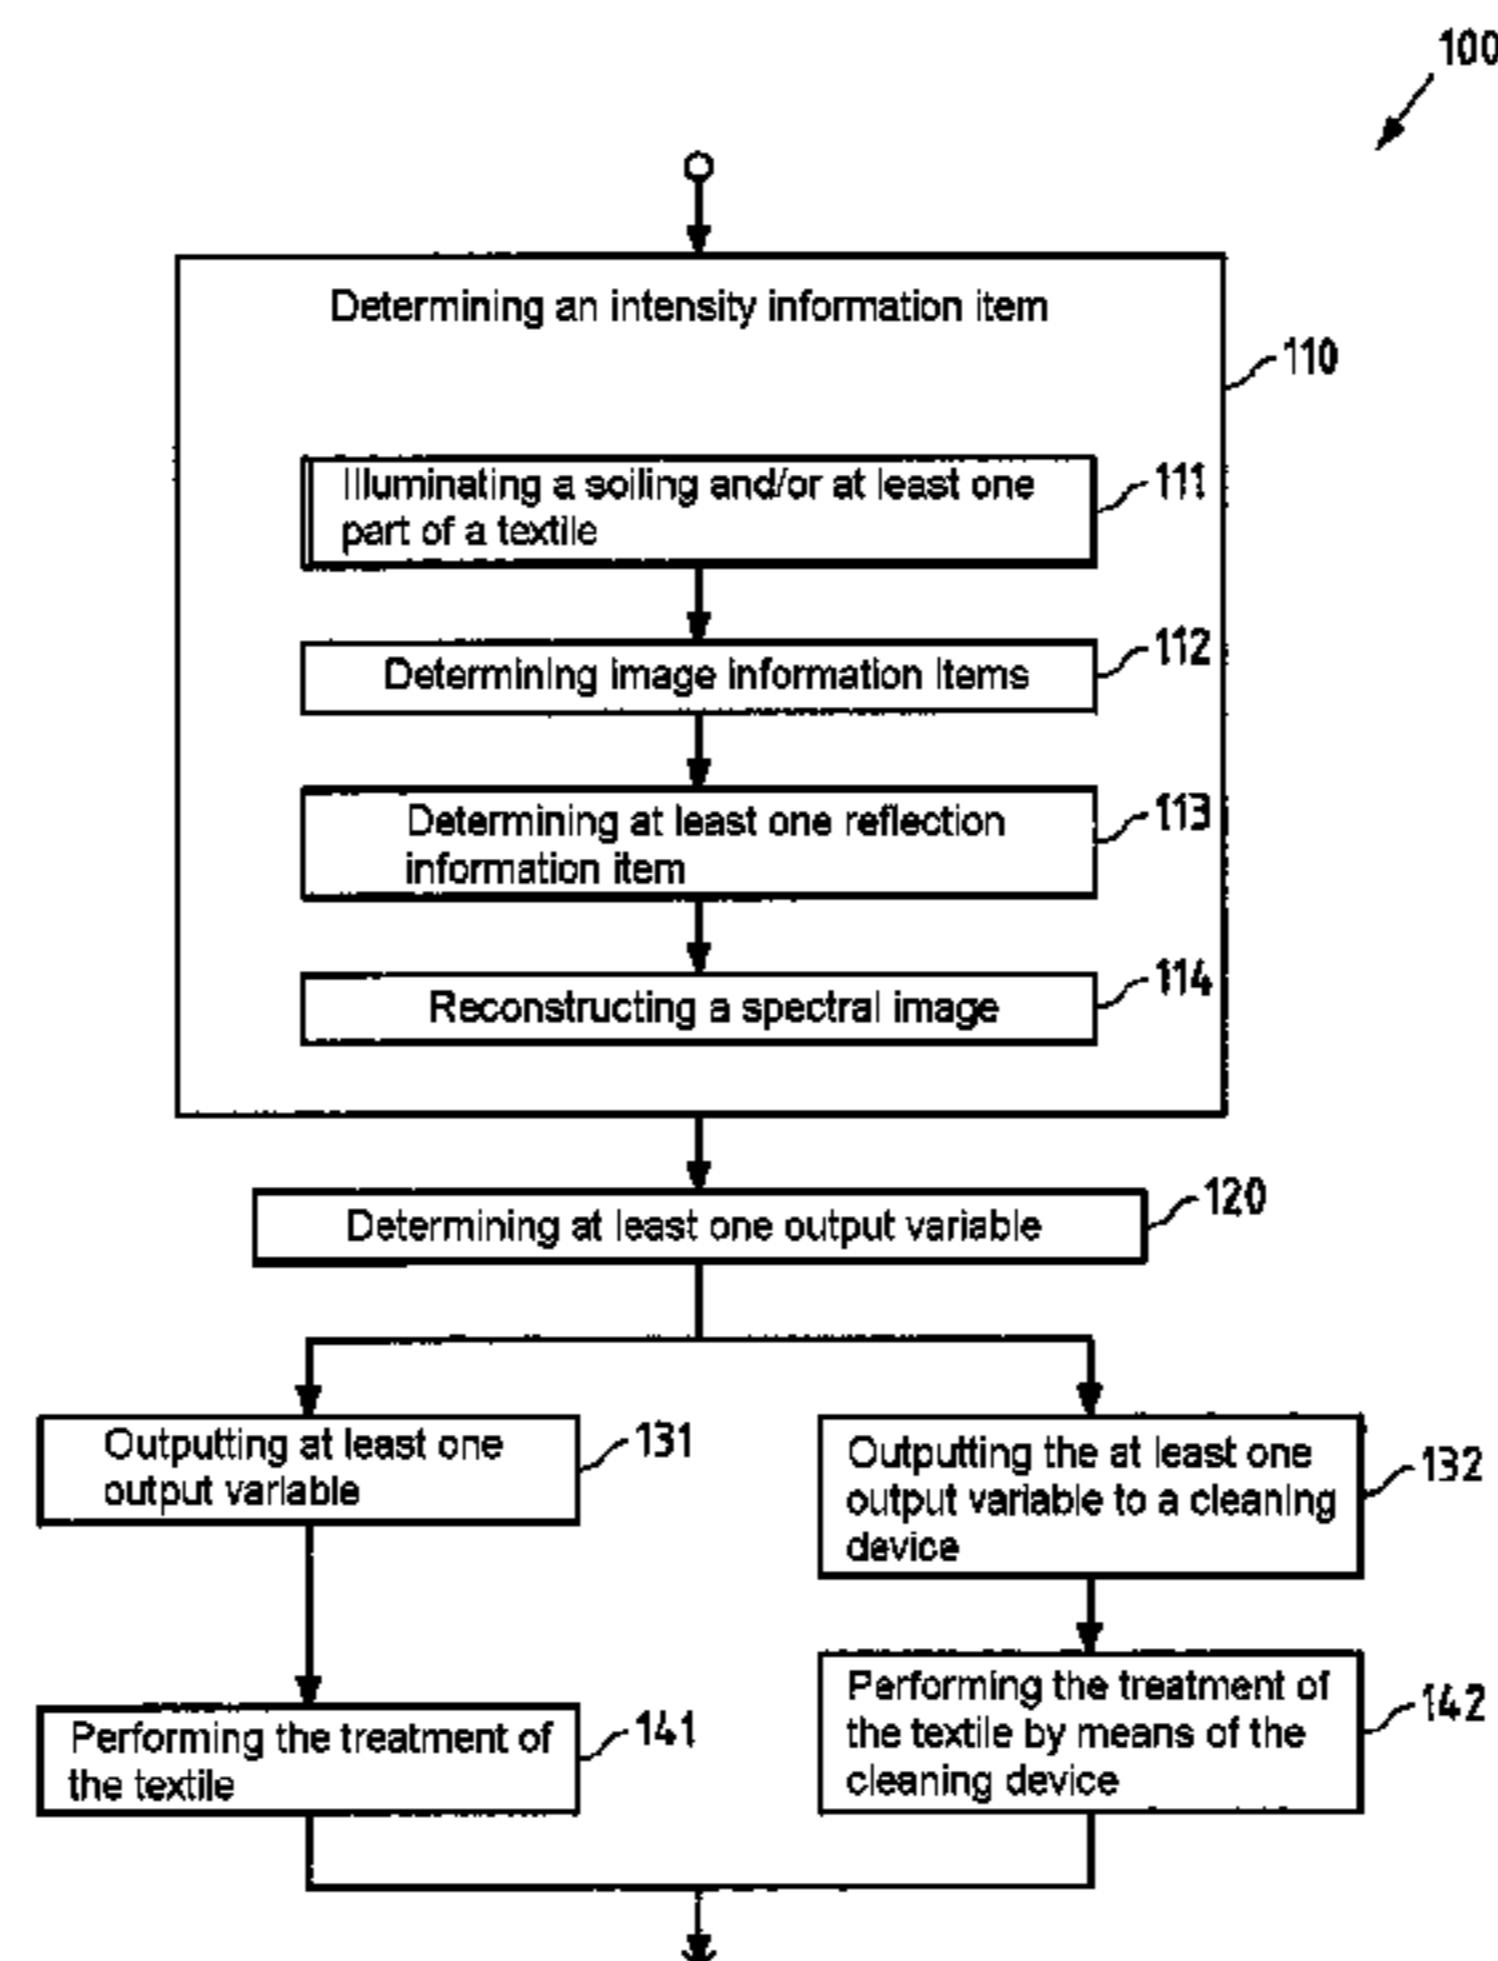 100
Determining an intensity information item
110
Illuminating a soiling and/or at least one
part of a textile
111
Determining image information items
112
Determining at least one reflection
information item
113
Reconstructing a spectral image
114
Determining at least one output variable
120
Outputting at least one
output variable
131
Outputting the at least one
output variable to a cleaning
device
132
Performing the treatment of
the textile
141
Performing the treatment of
the textile by means of the
cleaning device
142